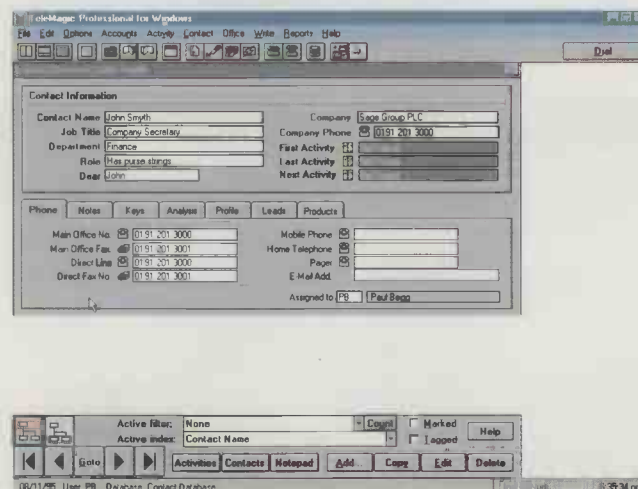 TeleMagic Professional for Windows
File Edit Options Accounts Activity Contact Office Write Reports Help
Dial
Contact Information
Contact Name John Smyth Company Sage Group PLC
Job Title Company Secretary Company Phone 0191 201 3000
Department Finance First Activity
Role Has purse strings Last Activity
Dear John Next Activity
Phone Notes Keys Analysis Profile Leads Products
Main Office No. 0191 201 3000 Mobile Phone
Main Office Fax 0191 201 3001 Home Telephone
Direct Line 0191 201 3000 Pager
Direct Fax No 0191 201 3001 E-Mail Add.
Assigned to PB Paul Begg
Active filter: None Count Marked
Active index: Contact Name Tagged Help
Goto Activities Contacts Notepad Add... Copy Edit Delete
08/11/95 User PB Database Contact Database